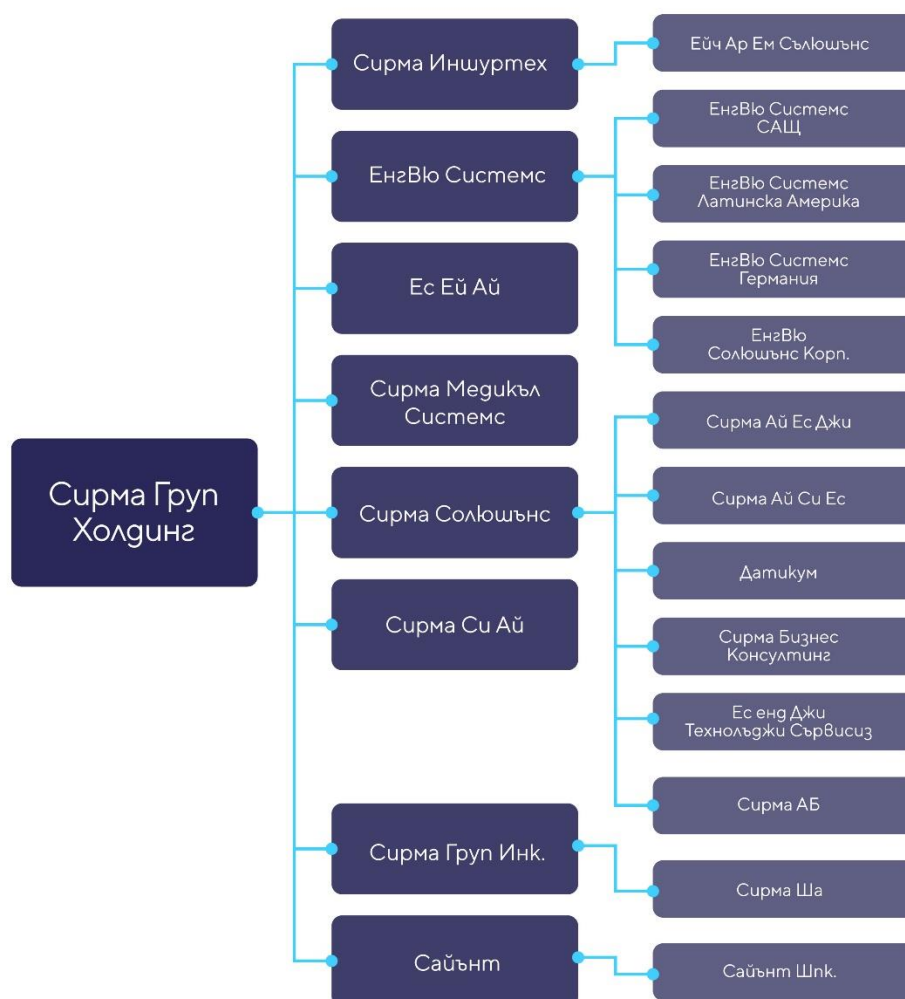 Сирма Иншуртех
Ейч Ар Ем Сълюшънс
ЕнгВю Системс
ЕнгВю Системс
САЩ
ЕнгВю Системс
Латинска Америка
ЕнгВю Системс
Германия
ЕнгВю
Солюшънс Корп.
Ес Ей Ай
Сирма Медикъл
Системс
Сирма Груп
Холдинг
Сирма Солюшънс
Сирма Ай Ес Джи
Сирма Ай Си Ес
Датикум
Сирма Бизнес
Консултинг
Ес енд Джи
Технолъджи Сървисиз
Сирма АБ
Сирма Си Ай
Сирма Груп Инк.
Сирма Ша
Сайънт
Сайънт Шпк.